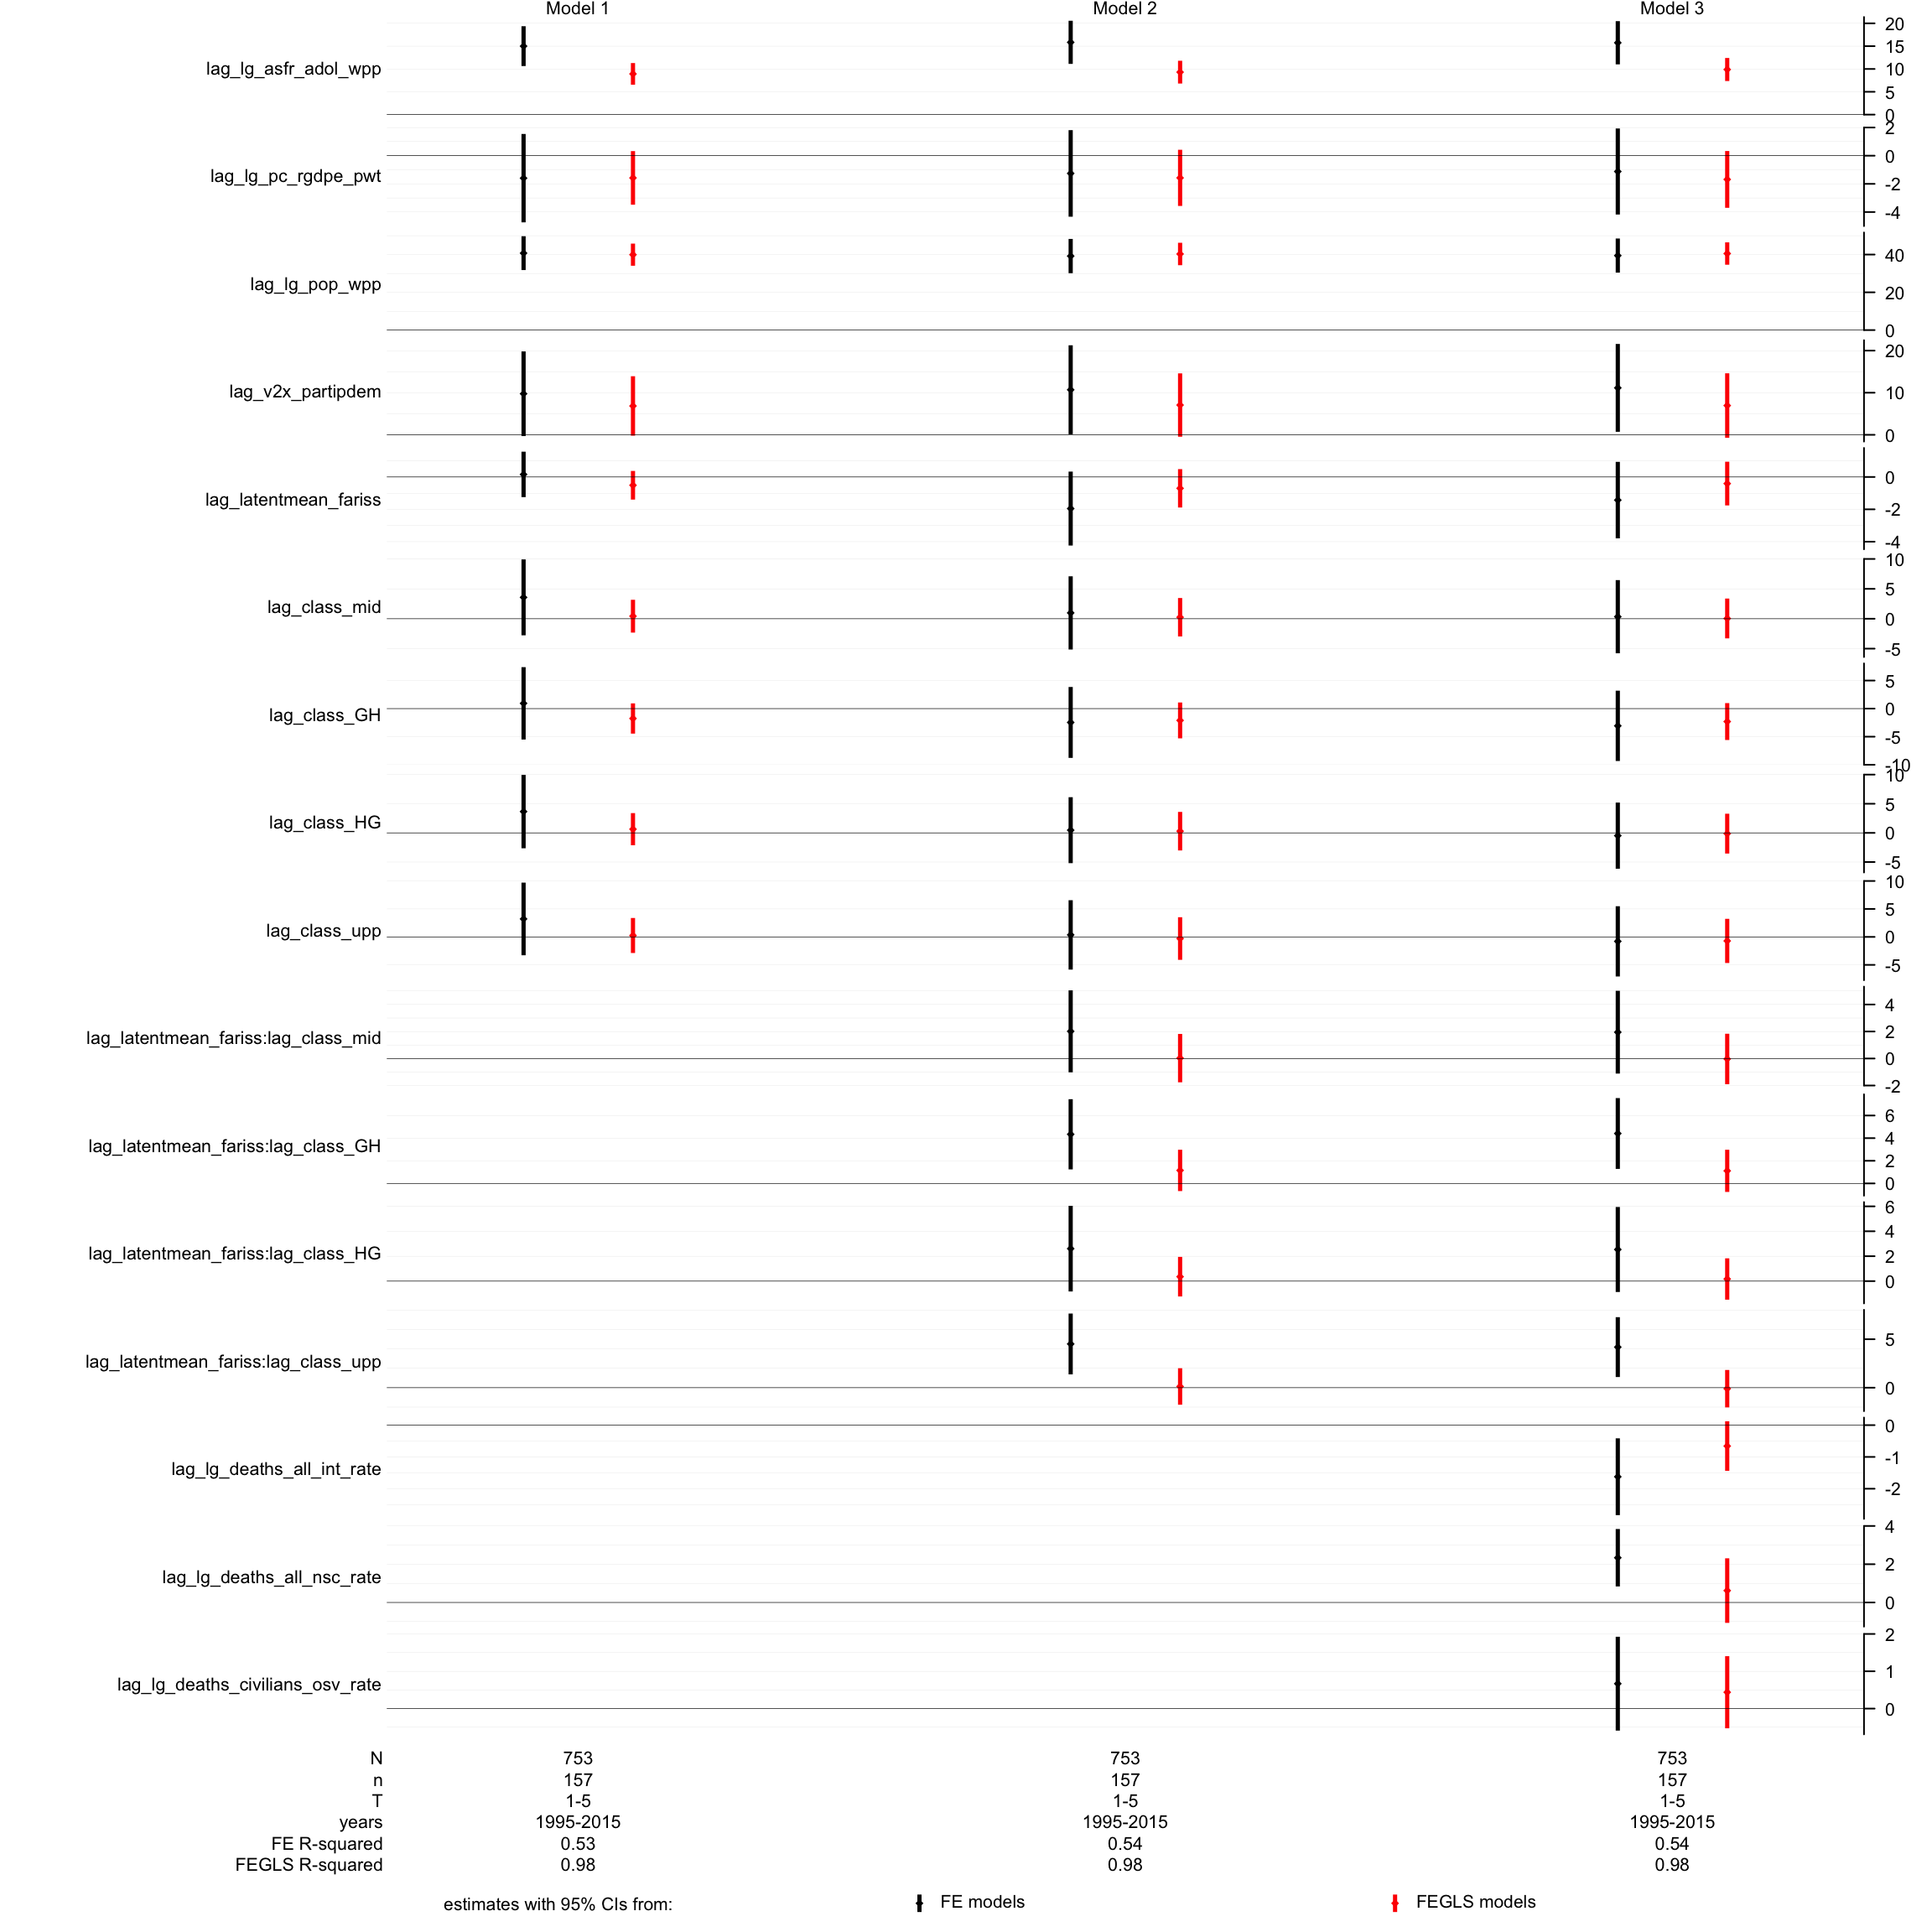 Model 1 Model 2 Model 3
lag_lg_asfr_adol_wpp 20 15 10 5 0
lag_lg_pc_rgdpe_pwt 2 0 -2 -4
lag_lg_pop_wpp 40 20 0
lag_v2x_partipdem 20 10 0
lag_latentmean_fariss 0 -2 -4
lag_class_mid 10 5 0 -5
lag_class_GH 5 0 -5 -10
lag_class_HG 10 5 0 -5
lag_class_upp 10 5 0 -5
lag_latentmean_fariss:lag_class_mid 4 2 0 -2
lag_latentmean_fariss:lag_class_GH 6 4 2 0
lag_latentmean_fariss:lag_class_HG 6 4 2 0
lag_latentmean_fariss:lag_class_upp 5 0
lag_lg_deaths_all_int_rate 0 -1 -2
lag_lg_deaths_all_nsc_rate 4 2 0
lag_lg_deaths_civilians_osv_rate 2 1 0
N 753 753 753
n 157 157 157
T 1-5 1-5 1-5
years 1995-2015 1995-2015 1995-2015
FE R-squared 0.53 0.54 0.54
FEGLS R-squared 0.98 0.98 0.98
estimates with 95% CIs from: FE models FEGLS models